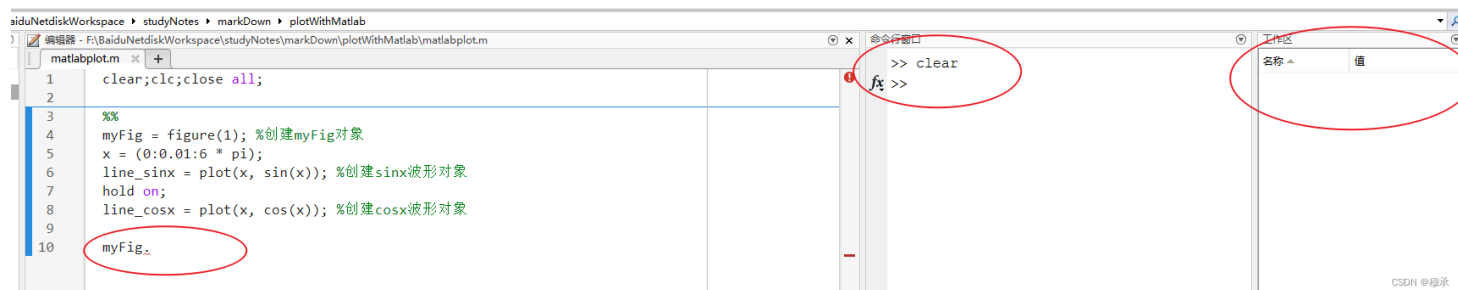 aiduNetdiskWorkspace ▸ studyNotes ▸ markDown ▸ plotWithMatlab
编辑器 - F:\BaiduNetdiskWorkspace\studyNotes\markDown\plotWithMatlab\matlabplot.m
matlabplot.m
1 clear;clc;close all;
2
3 %%
4 myFig = figure(1); %创建myFig对象
5 x = (0:0.01:6 * pi);
6 line_sinx = plot(x, sin(x)); %创建sinx波形对象
7 hold on;
8 line_cosx = plot(x, cos(x)); %创建cosx波形对象
9
10 myFig.
命令行窗口
>> clear
fx >>
工作区
名称 值
CSDN @穆承